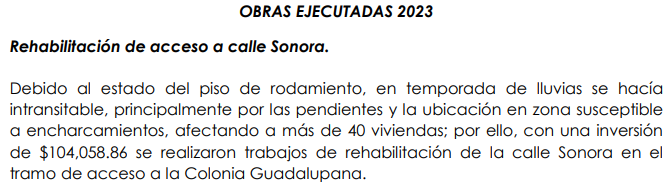 OBRAS EJECUTADAS 2023
Rehabilitación de acceso a calle Sonora.
Debido al estado del piso de rodamiento, en temporada de lluvias se hacía
intransitable, principalmente por las pendientes y la ubicación en zona susceptible
a encharcamientos, afectando a más de 40 viviendas; por ello, con una inversión
de $104,058.86 se realizaron trabajos de rehabilitación de la calle Sonora en el
tramo de acceso a la Colonia Guadalupana.